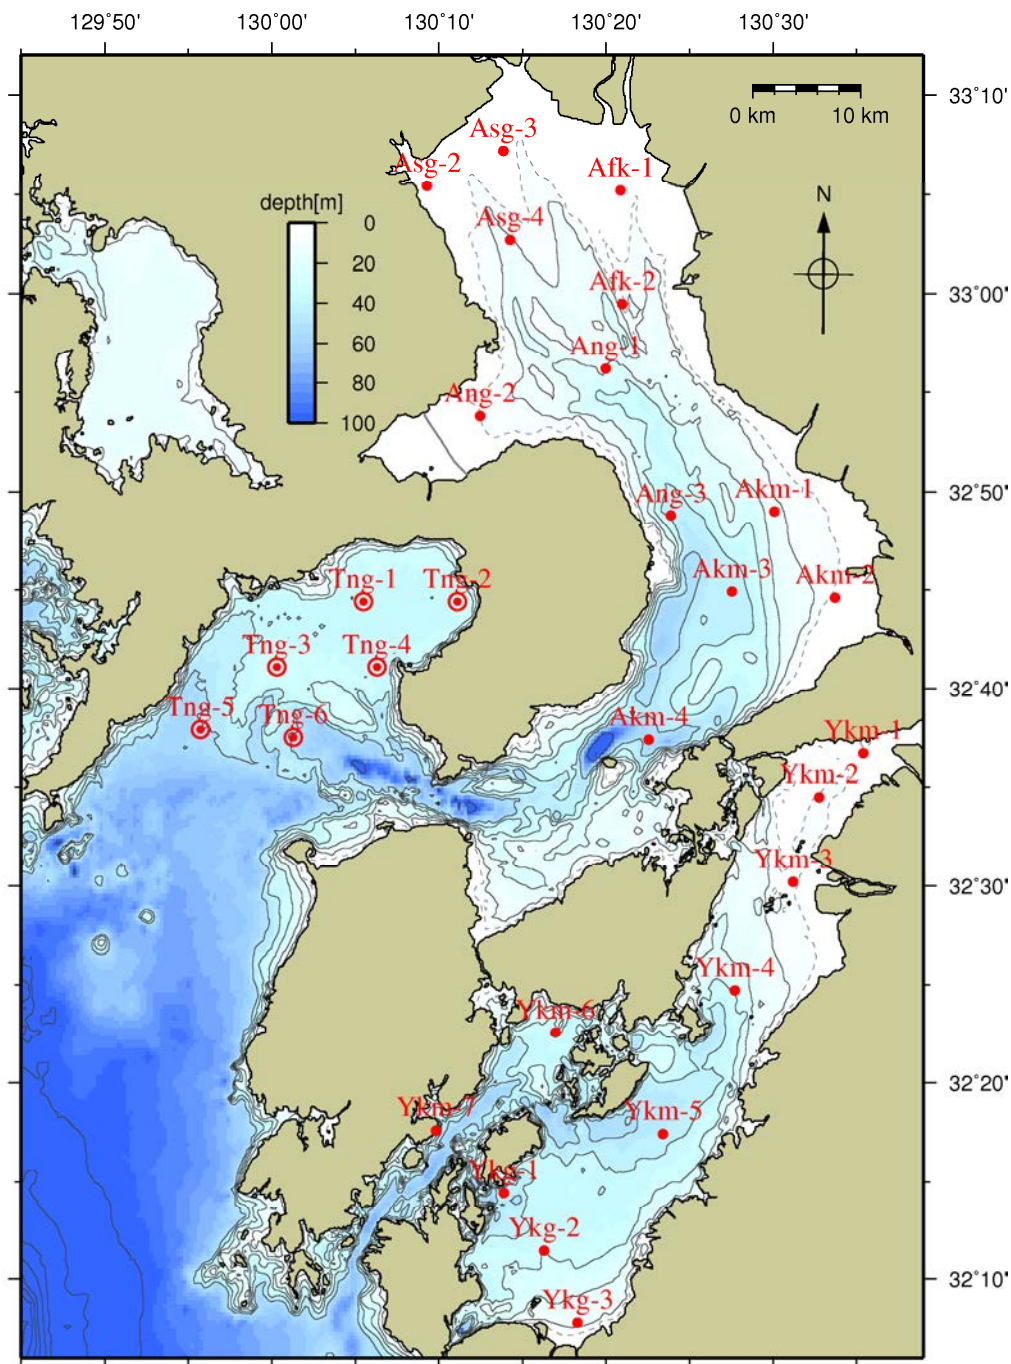 129˚50' 130˚00' 130˚10' 130˚20' 130˚30'
33˚10'
0 km 10 km
Asg-3
Asg-2
Afk-1
N
depth[m]
0
20
40
60
80
100
Asg-4
Afk-2
33˚00'
Ang-1
Ang-2
32˚50'
Ang-3
Akm-1
Akm-3
Akm-2
Tng-1
Tng-2
Tng-3
Tng-4
32˚40'
Tng-5
Tng-6
Akm-4
Ykm-1
Ykm-2
Ykm-3
32˚30'
Ykm-4
Ykm-6
32˚20'
Ykm-7
Ykm-5
Ykg-1
Ykg-2
32˚10'
Ykg-3